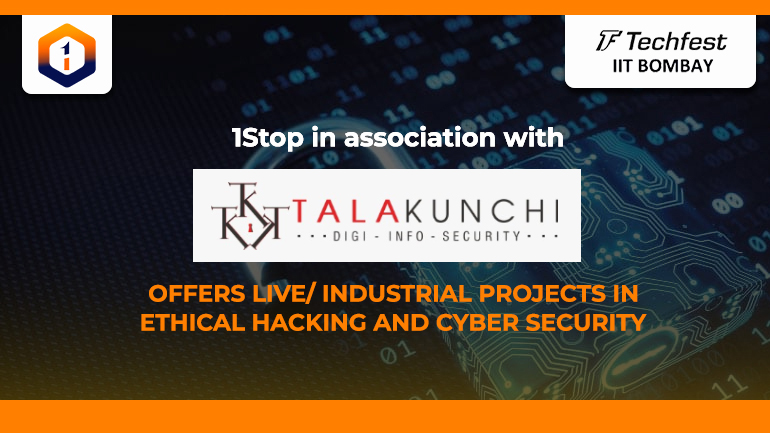 1
Techfest
IIT BOMBAY
1Stop in association with
TALAKUNCHI
• • • DIGI - INFO - SECURITY • • •
OFFERS LIVE/ INDUSTRIAL PROJECTS IN
ETHICAL HACKING AND CYBER SECURITY